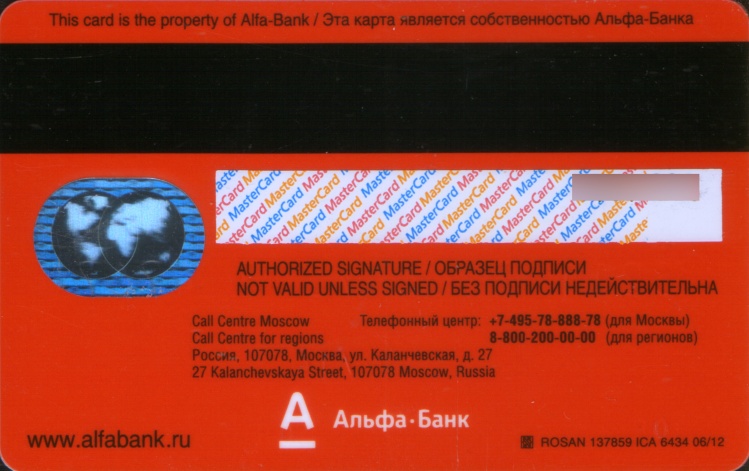 This card is the property of Alfa-Bank / Эта карта является собственностью Альфа-Банка
AUTHORIZED SIGNATURE / ОБРАЗЕЦ ПОДПИСИ
NOT VALID UNLESS SIGNED / БЕЗ ПОДПИСИ НЕДЕЙСТВИТЕЛЬНА
Call Centre Moscow Телефонный центр: +7-495-78-888-78 (для Москвы)
Call Centre for regions 8-800-200-00-00 (для регионов)
Россия, 107078, Москва, ул. Каланчевская, д. 27
27 Kalanchevskaya Street, 107078 Moscow, Russia
А Альфа·Банк
www.alfabank.ru
ROSAN 137859 ICA 6434 06/12